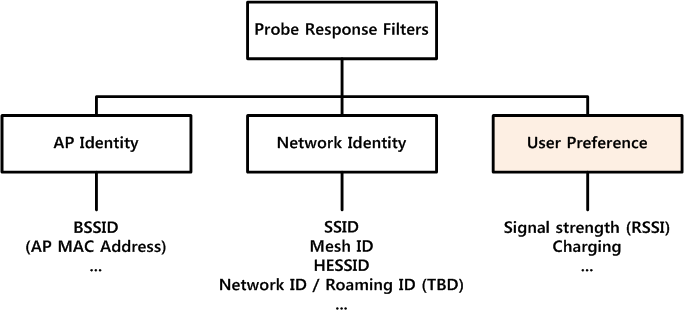 Probe Response Filters
AP Identity
Network Identity
User Preference
BSSID
(AP MAC Address)
...
SSID
Mesh ID
HESSID
Network ID / Roaming ID (TBD)
...
Signal strength (RSSI)
Charging
...